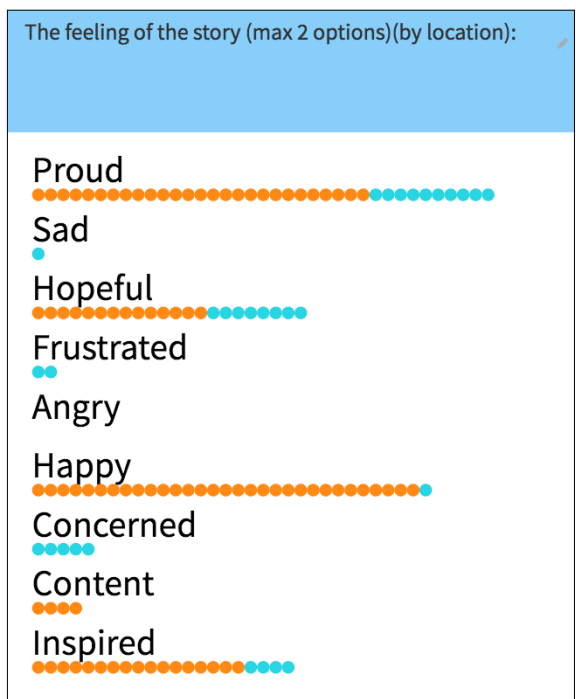 The feeling of the story (max 2 options)(by location):
Proud
Sad
Hopeful
Frustrated
Angry
Happy
Concerned
Content
Inspired